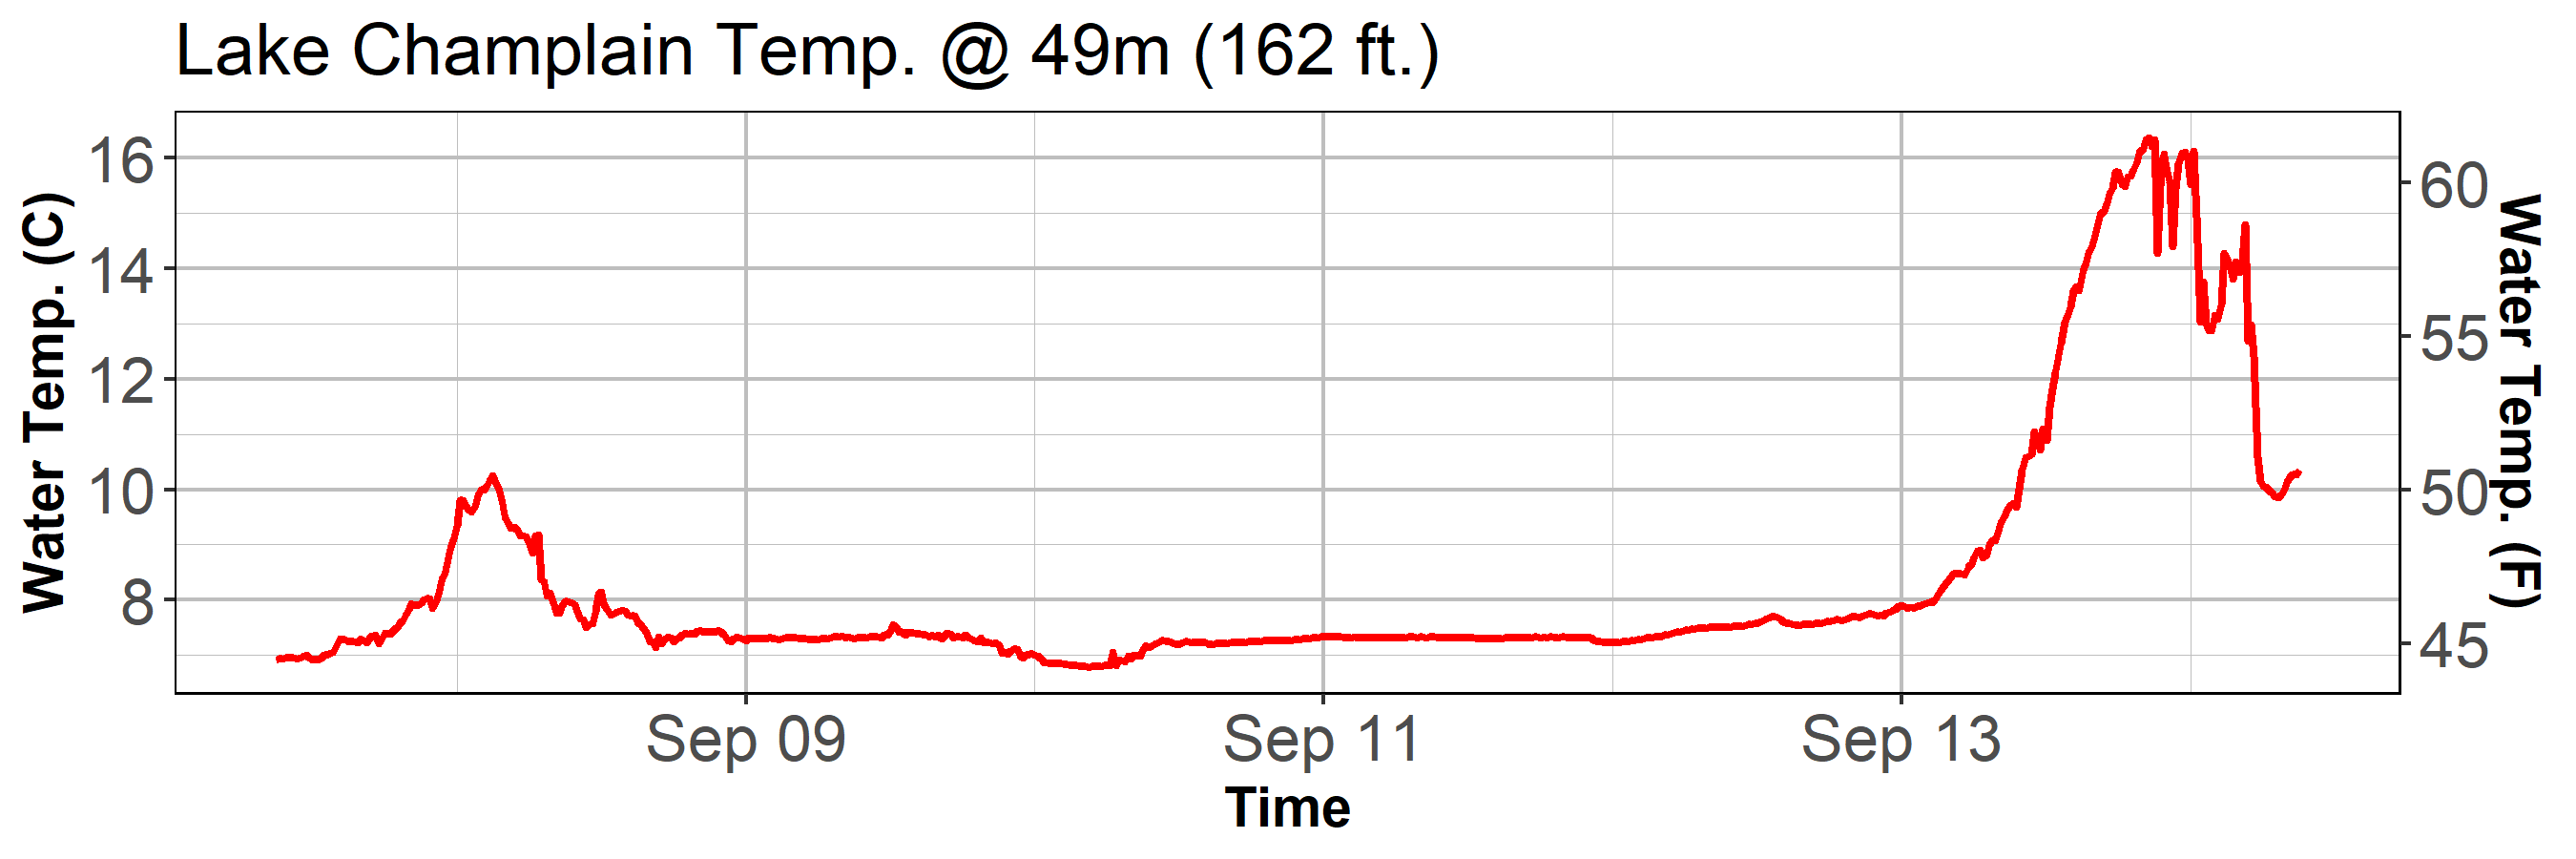 Lake Champlain Temp. @ 49m (162 ft.)
Water Temp. (C)
16
14
12
10
8
60
55
50
45
Water Temp. (F)
Sep 09
Sep 11
Sep 13
Time